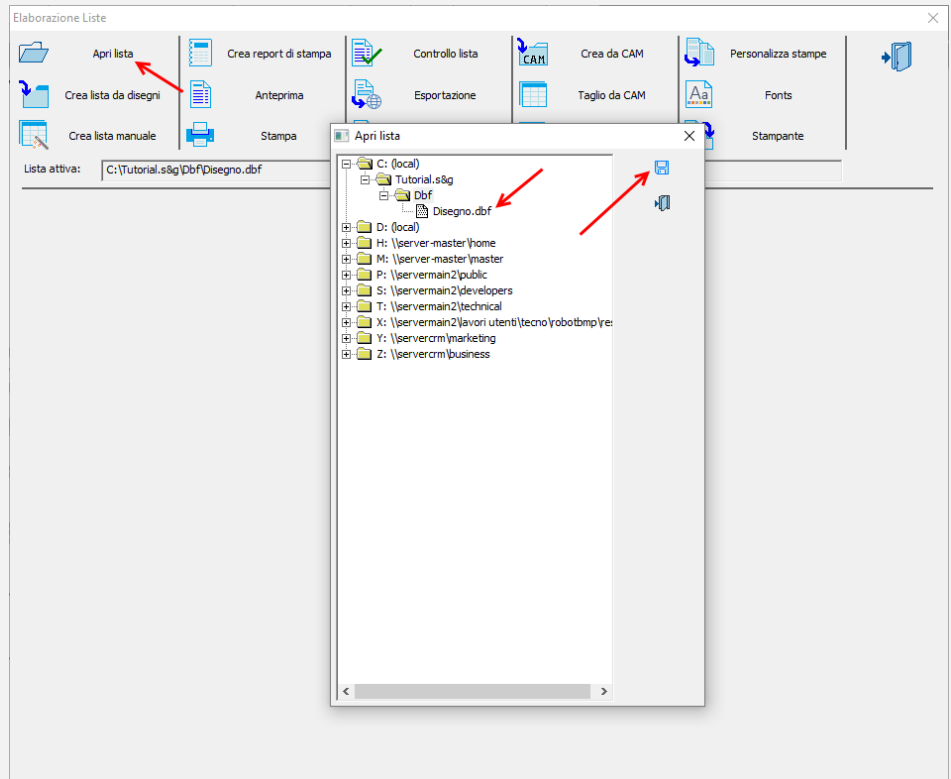 Elaborazione Liste
Apri lista
Crea report di stampa
Controllo lista
CAM
Crea da CAM
Personalizza stampe
Crea lista da disegni
Anteprima
Esportazione
Taglio da CAM
Aa
Fonts
Crea lista manuale
Stampa
Stampante
Lista attiva: C:\Tutorial.s&g\Dbf\Disegno.dbf
Apri lista
C: (local)
Tutorial.s&g
Dbf
Disegno.dbf
D: (local)
H: \\server-master\home
M: \\server-master\master
P: \\servermain2\public
S: \\servermain2\developers
T: \\servermain2\technical
X: \\servermain2\lavori utenti\tecno\robotbmp\res
Y: \\servercrm\marketing
Z: \\servercrm\business